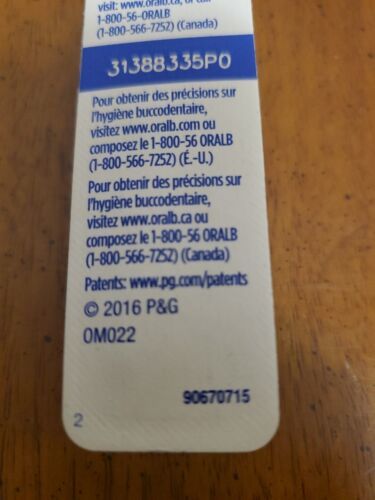 visit: www.oralb.ca, or call
1-800-56-ORALB
(1-800-566-7252) (Canada)
31388335P0
Pour obtenir des précisions sur
l'hygiène buccodentaire,
visitez www.oralb.com ou
composez le 1-800-56 ORALB
(1-800-566-7252) (É.-U.)
Pour obtenir des précisions sur
l'hygiène buccodentaire,
visitez www.oralb.ca ou
composez le 1-800-56 ORALB
(1-800-566-7252) (Canada)
Patents: www.pg.com/patents
© 2016 P&G
OM022
90670715
2